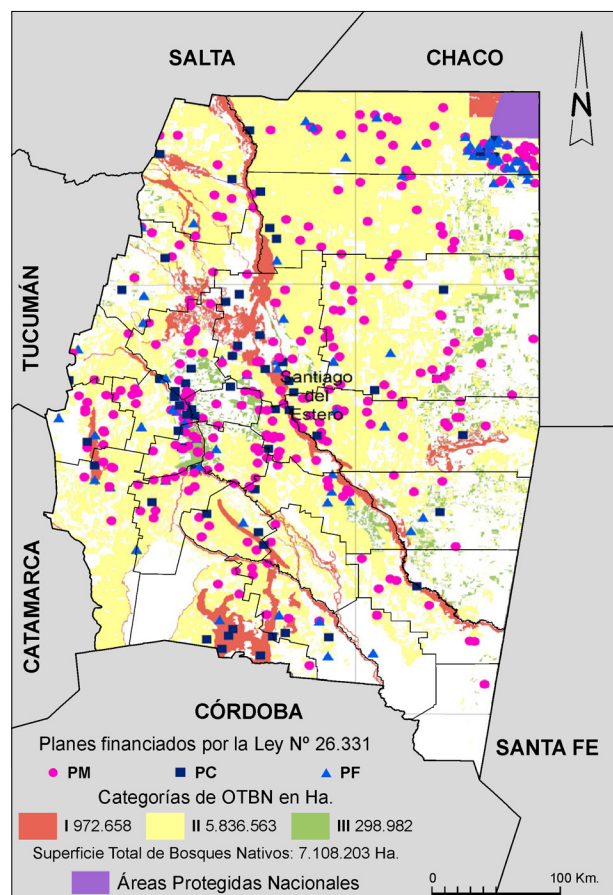 SALTA
CHACO
N
TUCUMÁN
Santiago
del
Estero
CATAMARCA
CÓRDOBA
SANTA FE
Planes financiados por la Ley Nº 26.331
PM PC PF
Categorías de OTBN en Ha.
I 972.658 II 5.836.563 III 298.982
Superficie Total de Bosques Nativos: 7.108.203 Ha.
Áreas Protegidas Nacionales
0 100 Km.